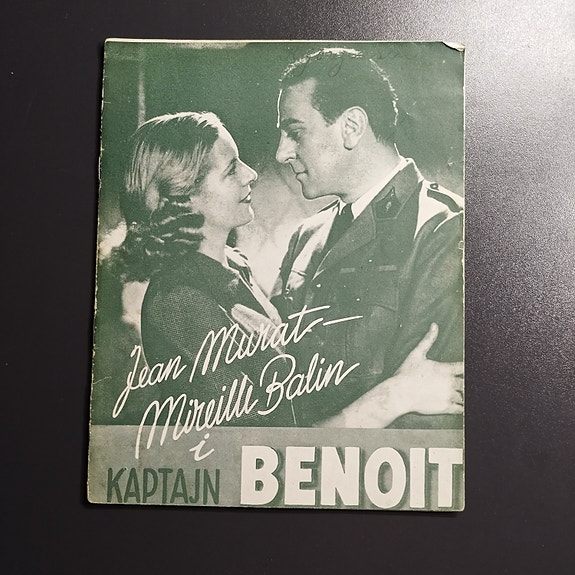 Jean Murat –
Mireille Balin
i
KAPTAJN BENOIT